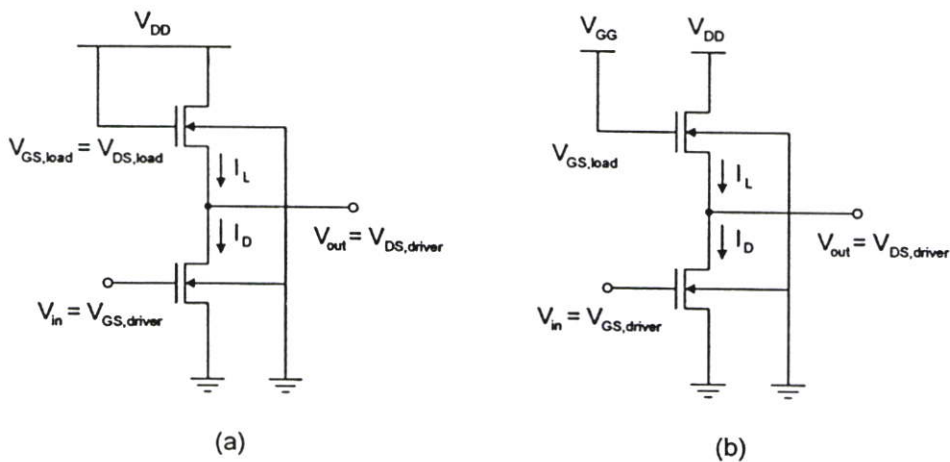 V_DD
V_GS,load = V_DS,load
I_L
I_D
V_out = V_DS,driver
V_in = V_GS,driver
(a)
V_GG
V_DD
V_GS,load
I_L
I_D
V_out = V_DS,driver
V_in = V_GS,driver
(b)